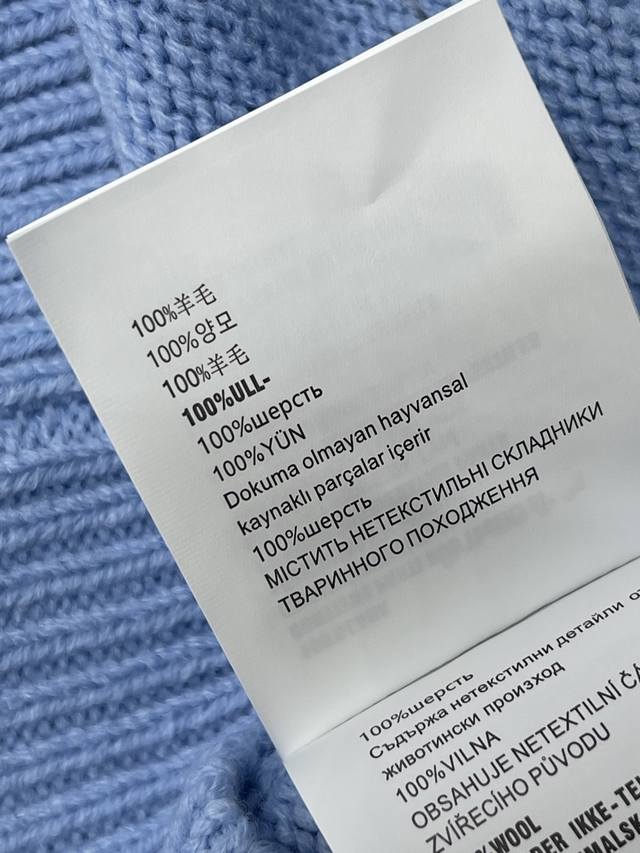 100%羊毛
100%양모
100%羊毛
100%ULL-
100%шерсть
100%YÜN
Dokuma olmayan hayvansal
kaynaklı parçalar içerir
100%шерсть
МІСТИТЬ НЕТЕКСТИЛЬНІ СКЛАДНИКИ
ТВАРИННОГО ПОХОДЖЕННЯ
100%шерсть
Съдържа нетекстилни детайли
животински произход
100%VILNA
OBSAHUJE NETEXTILNÍ
ZVÍŘECÍHO PŮVODU
WOOL
IKKE-